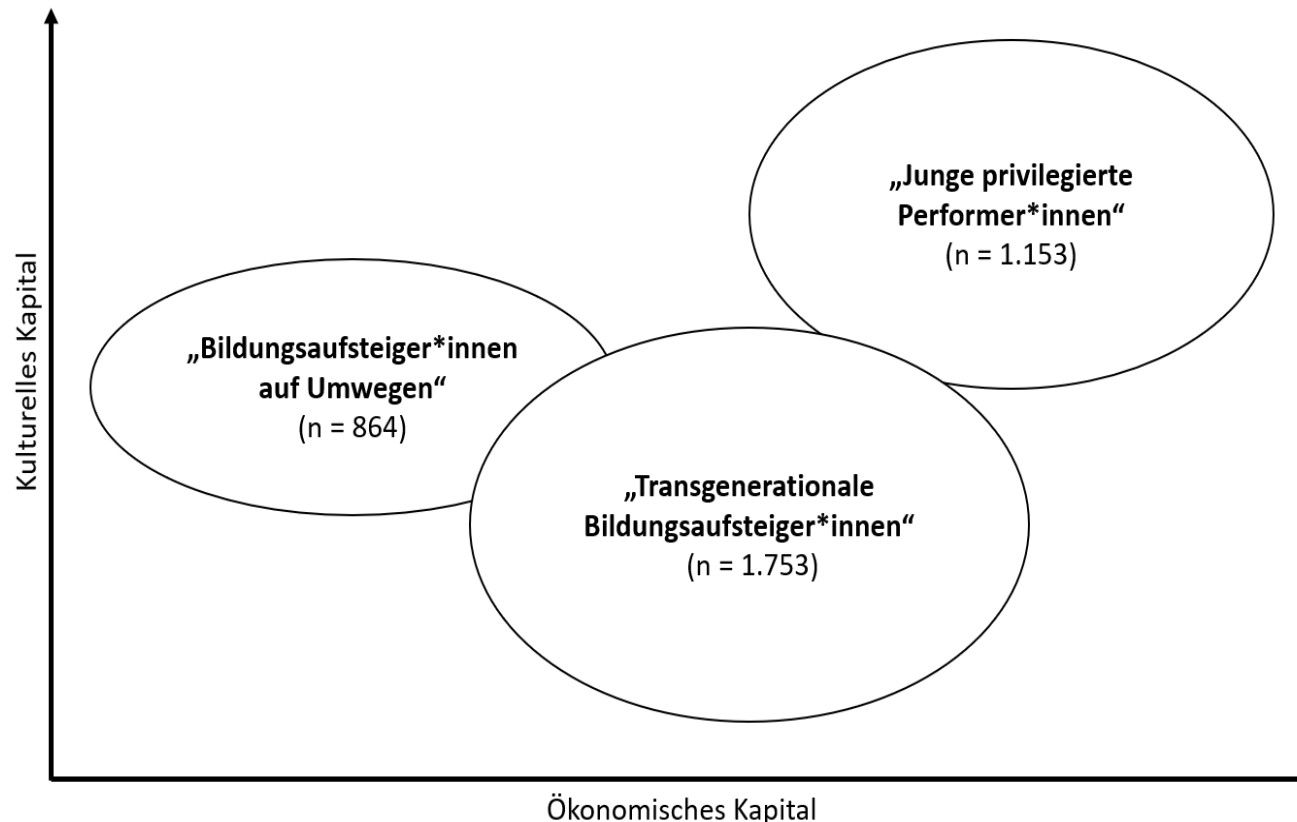 Kulturelles Kapital
„Junge privilegierte
Performer*innen“
(n = 1.153)
„Bildungsaufsteiger*innen
auf Umwegen“
(n = 864)
„Transgenerationale
Bildungsaufsteiger*innen“
(n = 1.753)
Ökonomisches Kapital